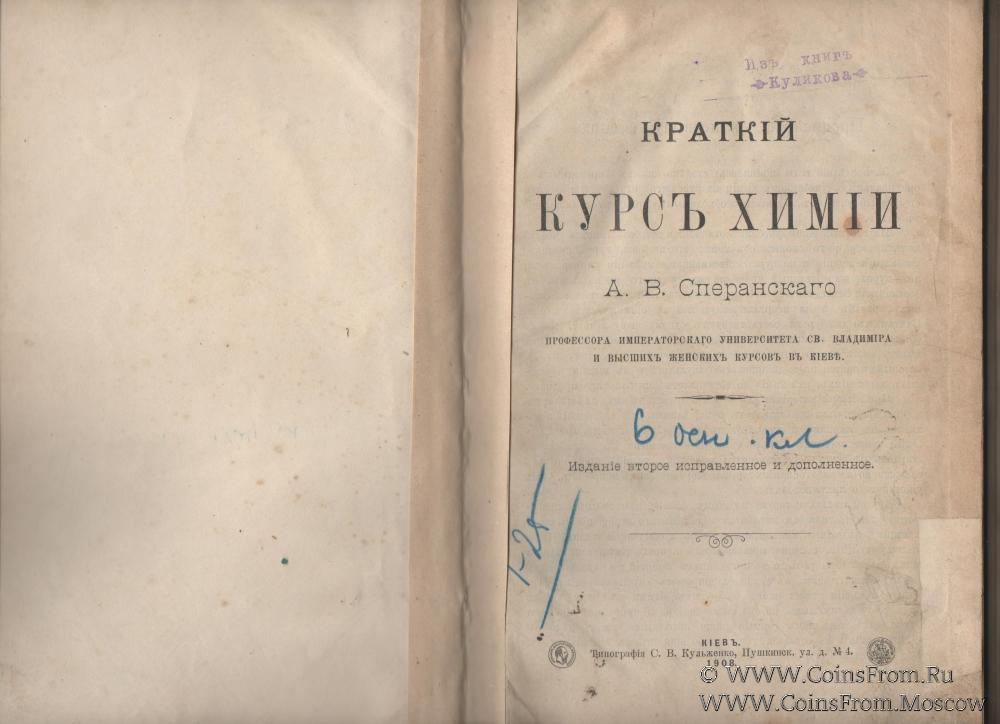 Изъ книгъ
Куликова
КРАТКІЙ
КУРСЪ ХИМІИ
А. В. Сперанскаго
ПРОФЕССОРА ИМПЕРАТОРСКАГО УНИВЕРСИТЕТА СВ. ВЛАДИМІРА
И ВЫСШИХЪ ЖЕНСКИХЪ КУРСОВЪ ВЪ КІЕВѢ.
6 осн. кл.
Изданіе второе исправленное и дополненное.
1-25
КІЕВЪ.
Типографія С. В. Кульженко, Пушкинск. ул. д. № 4.
1908.
© WWW.CoinsFrom.Ru
© WWW.CoinsFrom.Moscow